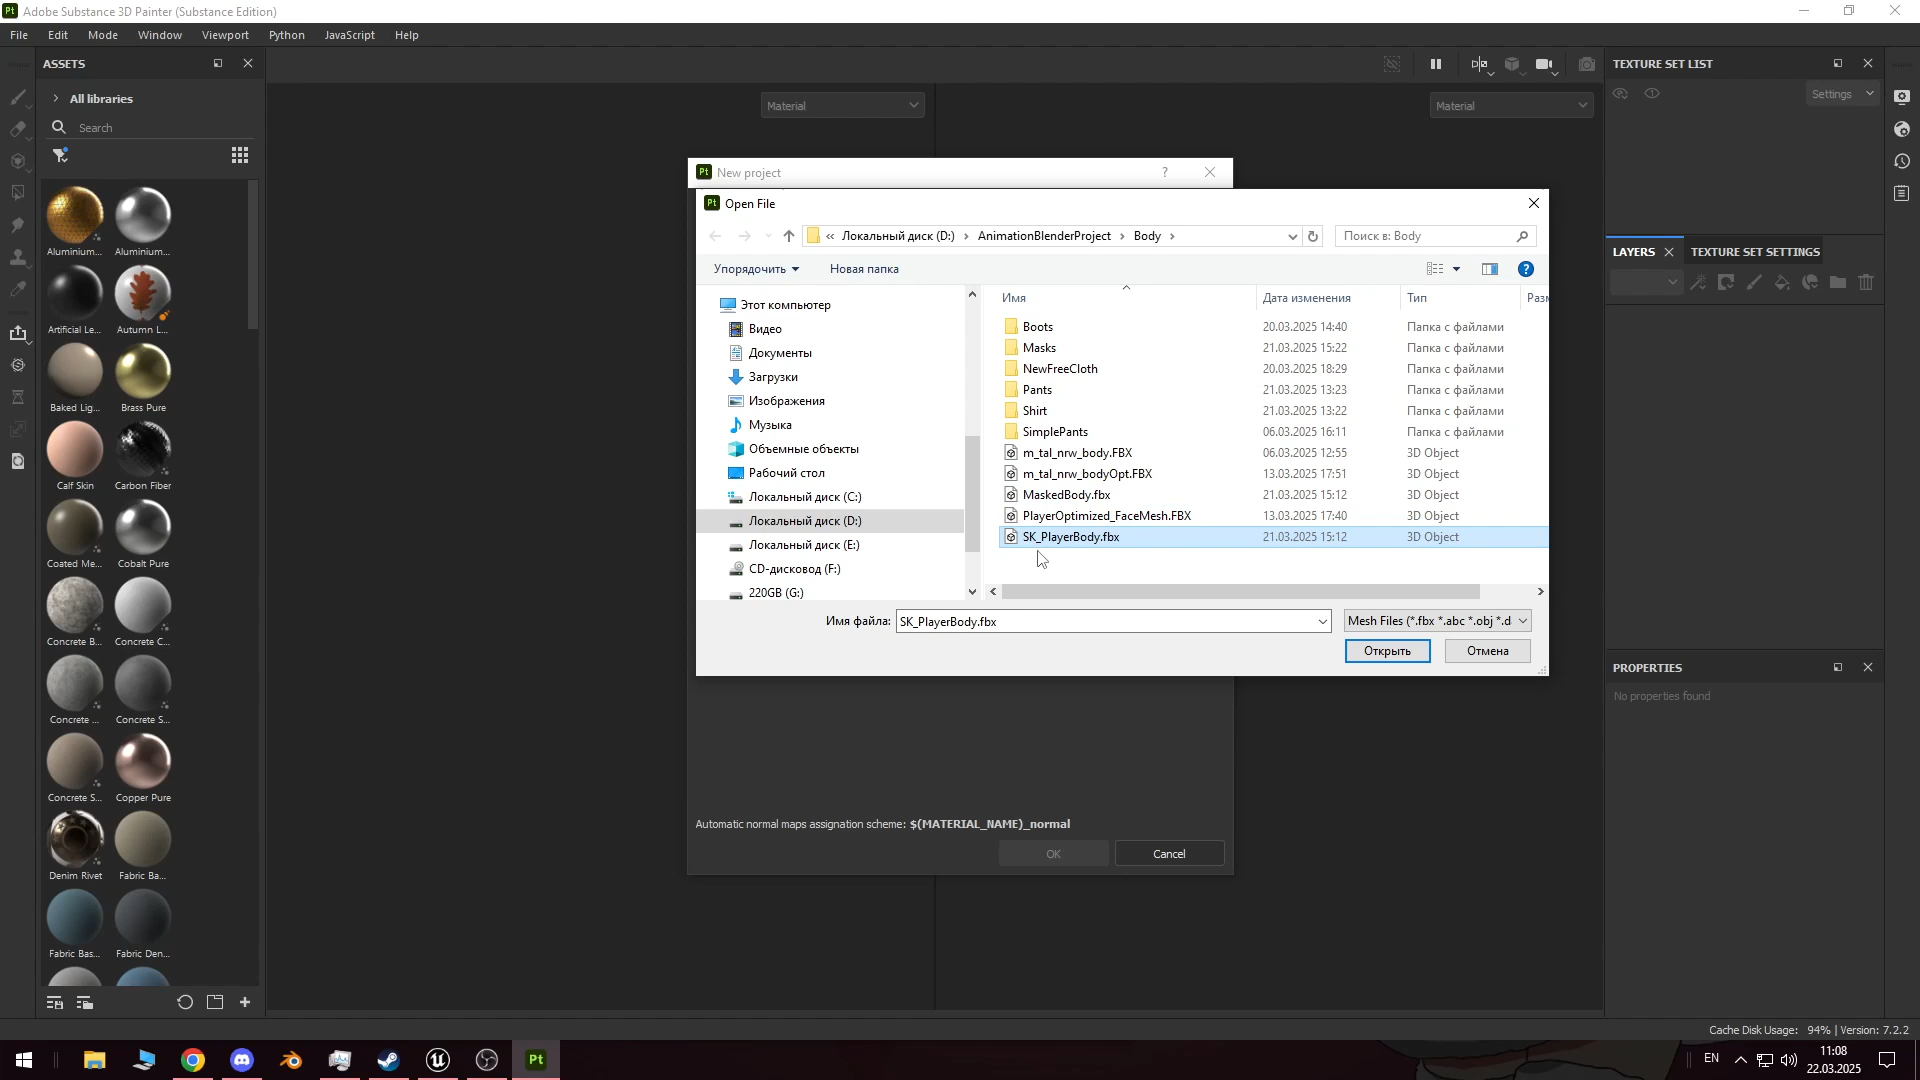 Adobe Substance 3D Painter (Substance Edition)
File Edit Mode Window Viewport Python JavaScript Help
ASSETS
All libraries
Search
Aluminium... Aluminium...
Artificial Le... Autumn L...
Baked Lig... Brass Pure
Calf Skin Carbon Fiber
Coated Me... Cobalt Pure
Concrete B... Concrete C...
Concrete ... Concrete S...
Concrete S... Copper Pure
Denim Rivet Fabric Ba...
Fabric Bas... Fabric Den...
Material Material
New project
Open File
« Локальный диск (D:) › AnimationBlenderProject › Body ›
Поиск в: Body
Упорядочить Новая папка
Этот компьютер
Видео
Документы
Загрузки
Изображения
Музыка
Объемные объекты
Рабочий стол
Локальный диск (C:)
Локальный диск (D:)
Локальный диск (E:)
CD-дисковод (F:)
220GB (G:)
Имя Дата изменения Тип Разм
Boots 20.03.2025 14:40 Папка с файлами
Masks 21.03.2025 15:22 Папка с файлами
NewFreeCloth 20.03.2025 18:29 Папка с файлами
Pants 21.03.2025 13:23 Папка с файлами
Shirt 21.03.2025 13:22 Папка с файлами
SimplePants 06.03.2025 16:11 Папка с файлами
m_tal_nrw_body.FBX 06.03.2025 12:55 3D Object
m_tal_nrw_bodyOpt.FBX 13.03.2025 17:51 3D Object
MaskedBody.fbx 21.03.2025 15:12 3D Object
PlayerOptimized_FaceMesh.FBX 13.03.2025 17:40 3D Object
SK_PlayerBody.fbx 21.03.2025 15:12 3D Object
Имя файла: SK_PlayerBody.fbx Mesh Files (*.fbx *.abc *.obj *.d
Открыть Отмена
Automatic normal maps assignation scheme: $(MATERIAL_NAME)_normal
OK Cancel
TEXTURE SET LIST
Settings
LAYERS TEXTURE SET SETTINGS
PROPERTIES
No properties found
Cache Disk Usage: 94% | Version: 7.2.2
Pt
EN
11:08
22.03.2025